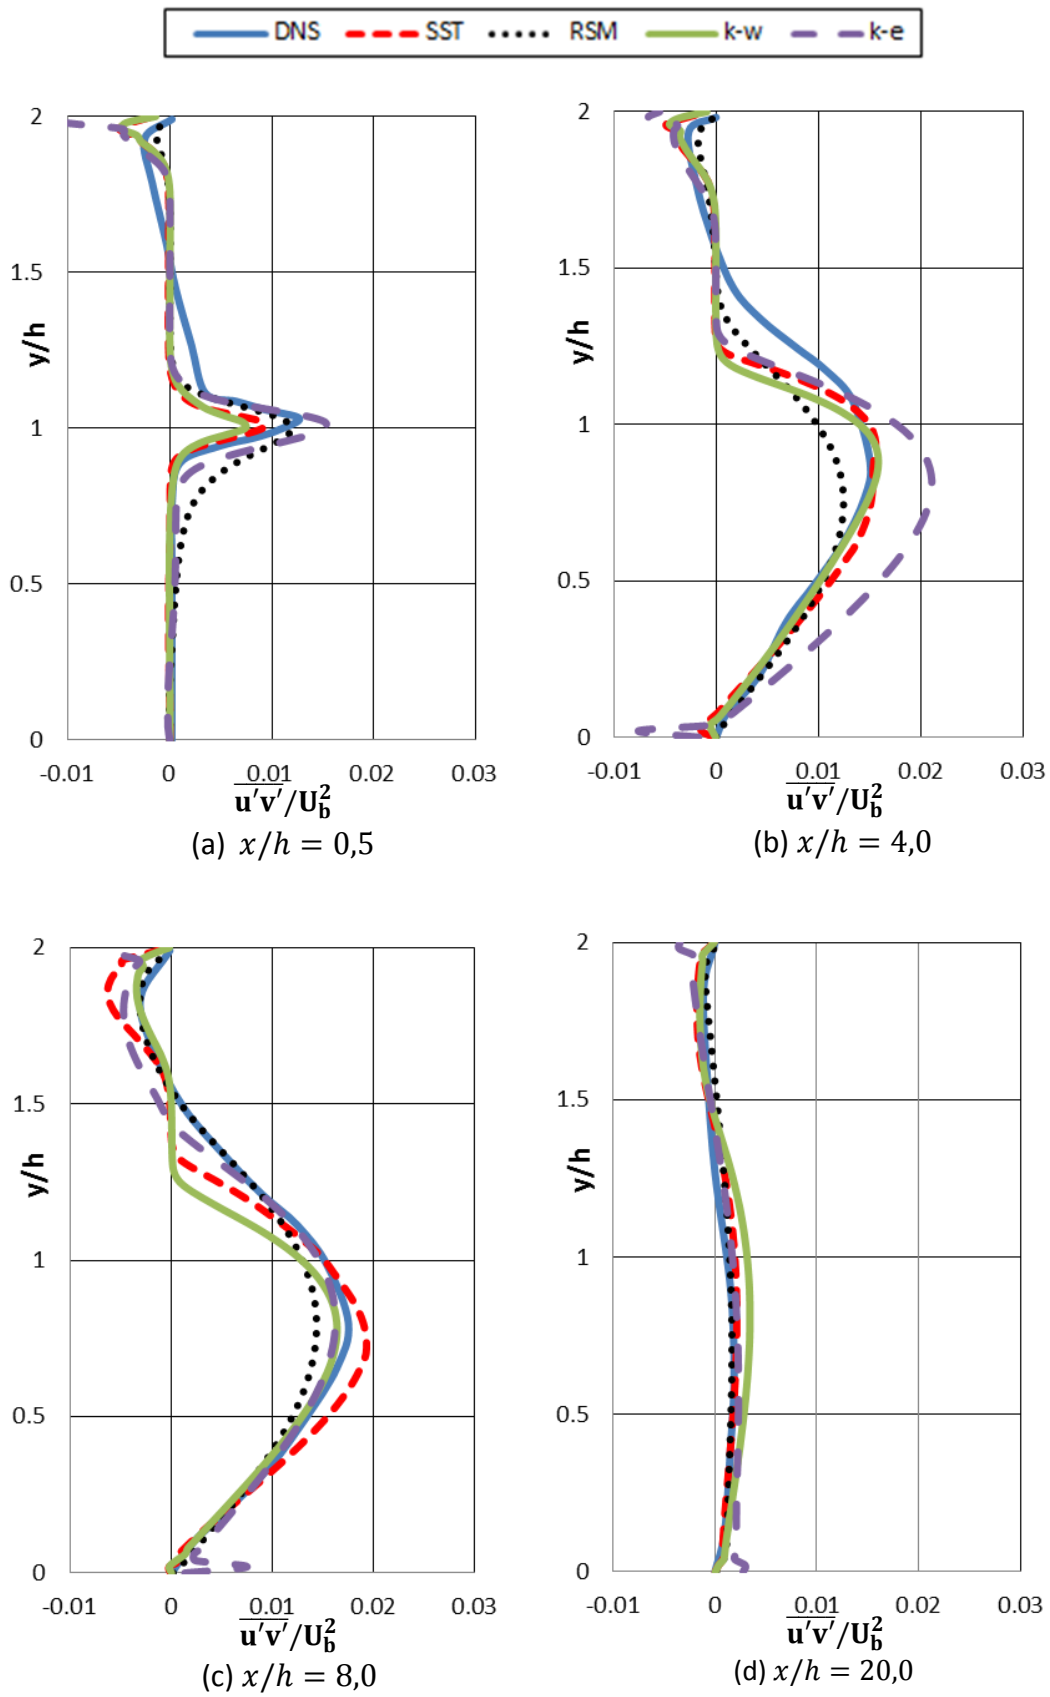 DNS SST RSM k-w k-e
2
1.5
1
0.5
0
y/h
-0.01 0 0.01 0.02 0.03
u'v'/U_b^2
(a) x/h = 0,5
2
1.5
1
0.5
0
y/h
-0.01 0 0.01 0.02 0.03
u'v'/U_b^2
(b) x/h = 4,0
2
1.5
1
0.5
0
y/h
-0.01 0 0.01 0.02 0.03
u'v'/U_b^2
(c) x/h = 8,0
2
1.5
1
0.5
0
y/h
-0.01 0 0.01 0.02 0.03
u'v'/U_b^2
(d) x/h = 20,0